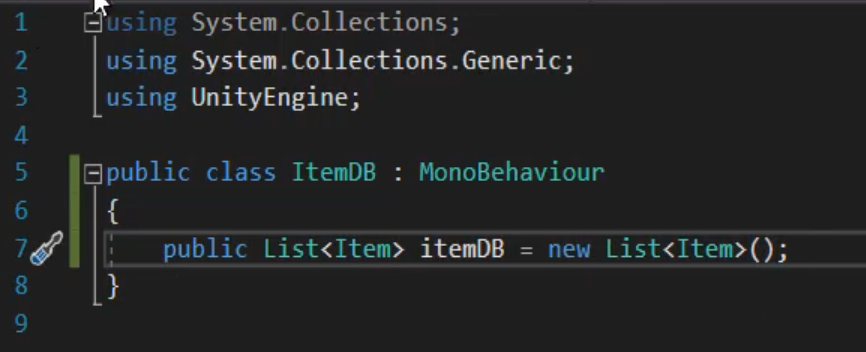 1 using System.Collections;
2 using System.Collections.Generic;
3 using UnityEngine;
4
5 public class ItemDB : MonoBehaviour
6 {
7 public List<Item> itemDB = new List<Item>();
8 }
9